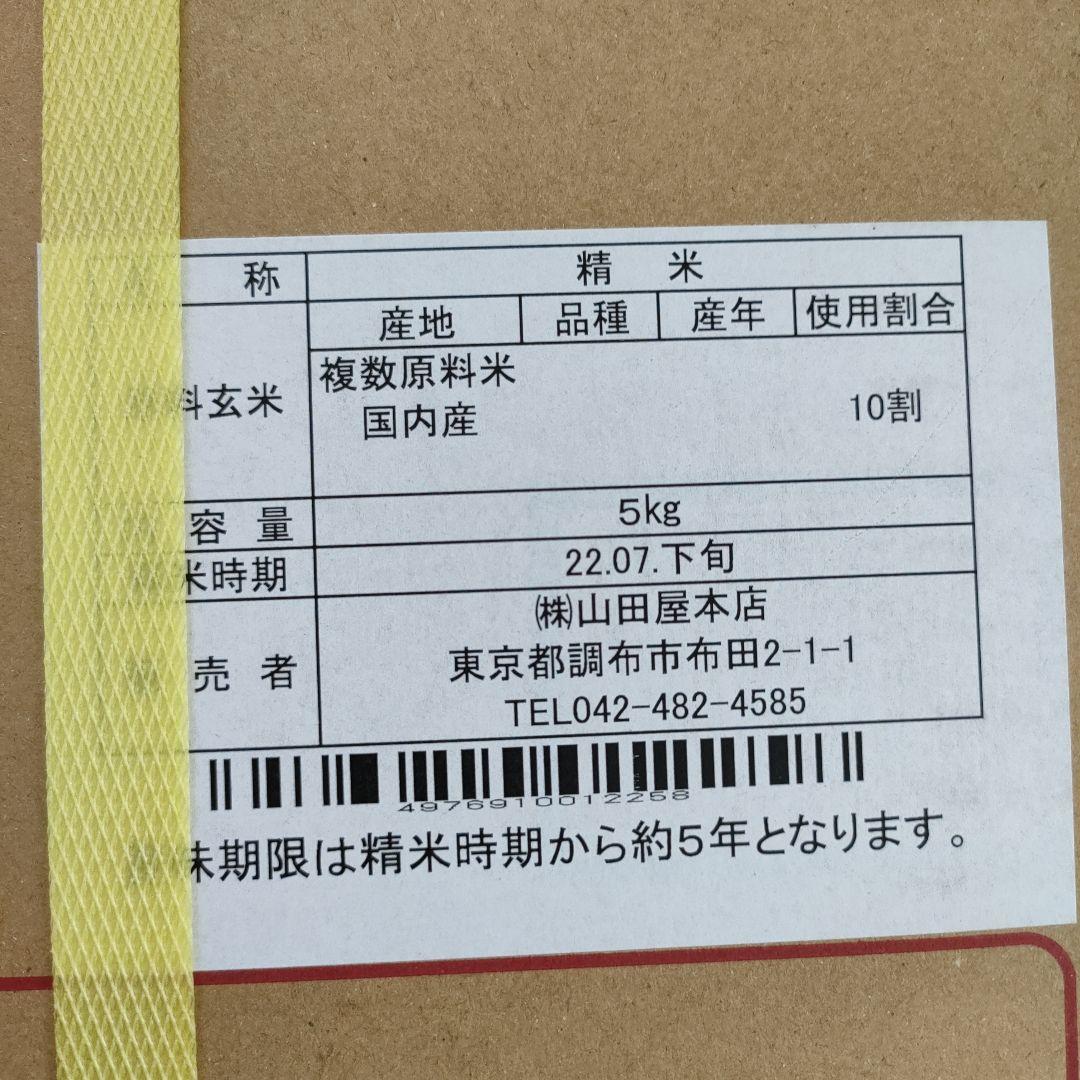 称 精米
産地 品種 産年 使用割合
料玄米 複数原料米
国内産 10割
容量 5kg
米時期 22.07.下旬
㈱山田屋本店
売者 東京都調布市布田2-1-1
TEL042-482-4585
4976910012258
味期限は精米時期から約5年となります。